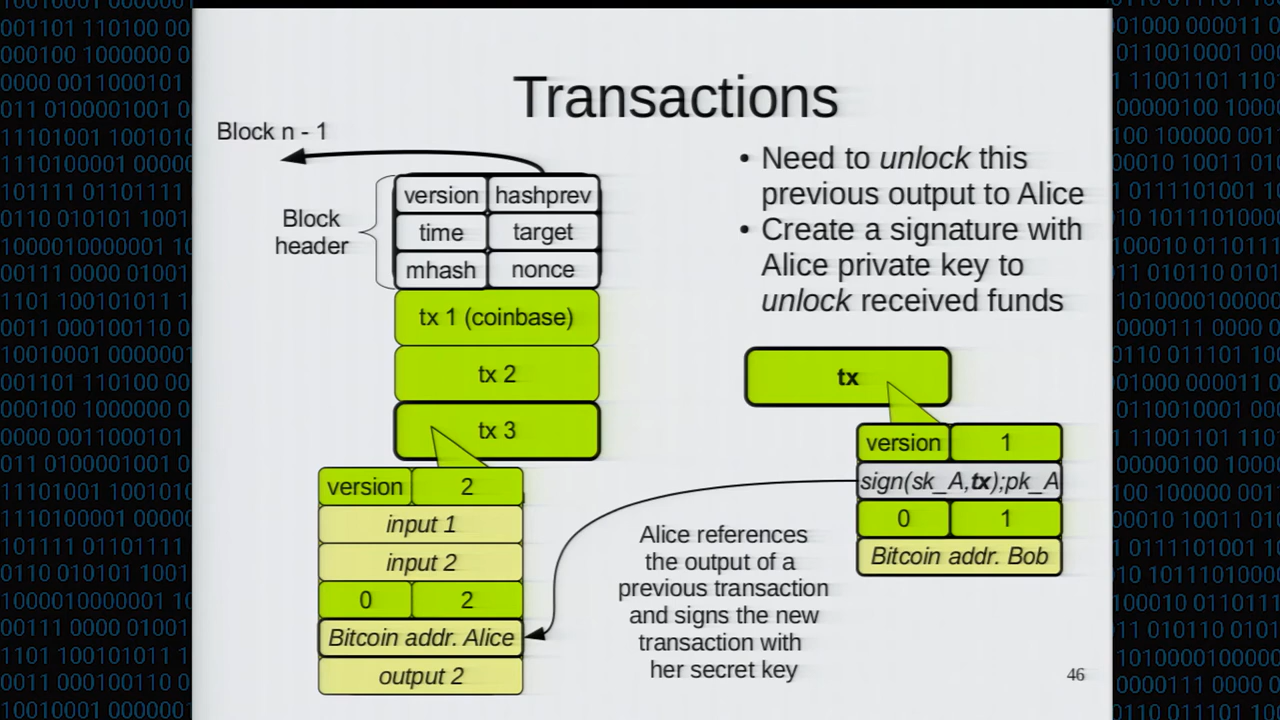 Transactions
Block n - 1
Block
header
version hashprev
time target
mhash nonce
tx 1 (coinbase)
tx 2
tx 3
version 2
input 1
input 2
0 2
Bitcoin addr. Alice
output 2
• Need to unlock this
previous output to Alice
• Create a signature with
Alice private key to
unlock received funds
tx
version 1
sign(sk_A,tx);pk_A
0 1
Bitcoin addr. Bob
Alice references
the output of a
previous transaction
and signs the new
transaction with
her secret key
46